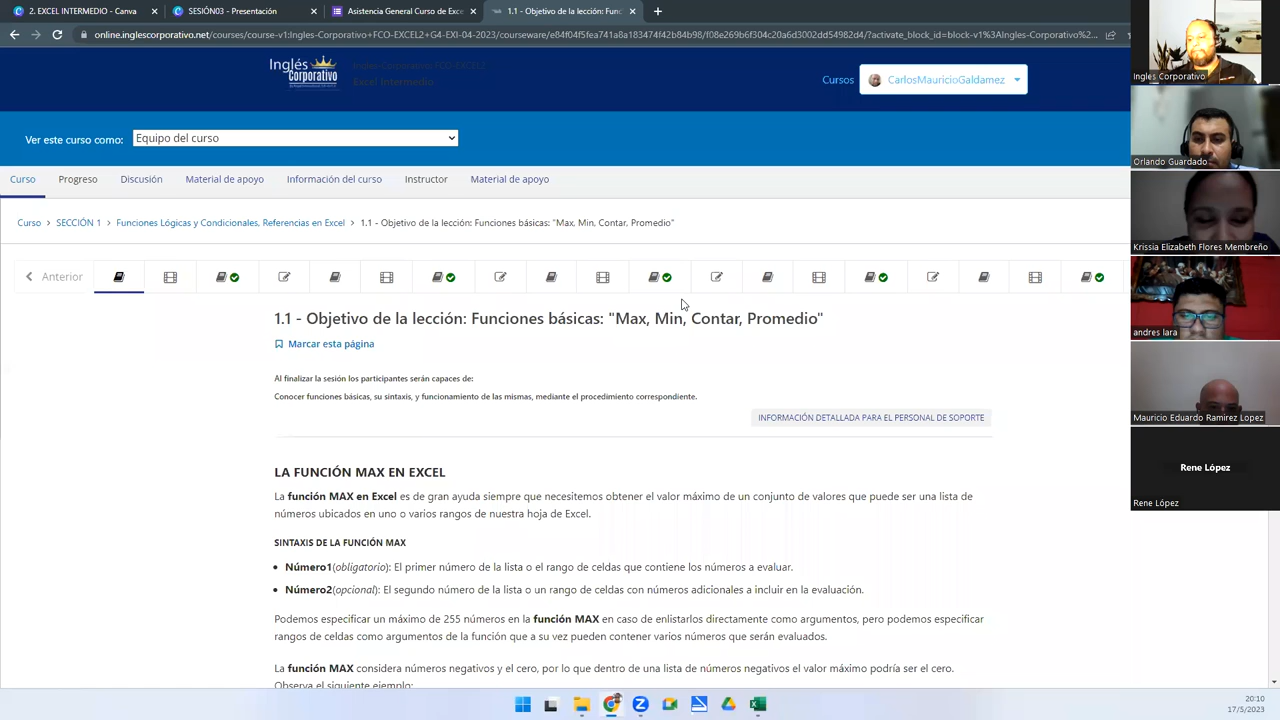 2. EXCEL INTERMEDIO - Canva
SESIÓN03 - Presentación
Asistencia General Curso de Exce
1.1 - Objetivo de la lección: Fun
online.inglescorporativo.net/courses/course-v1:Ingles-Corporativo+FCO-EXCEL2+G4-EXI-04-2023/courseware/e84f04f5fea741a8a183474f42b84b98/f08e269b6f304c20a6d3002d54982d4/?activate_block_id=block-v1%3AIngles-Corporativo%2...
Inglés
Corporativo
Ingles-Corporativo FCO-EXCEL2
Excel Intermedio
Cursos
CarlosMauricioGaldamez
Ver este curso como:
Equipo del curso
Curso
Progreso
Discusión
Material de apoyo
Información del curso
Instructor
Material de apoyo
Curso > SECCIÓN 1 > Funciones Lógicas y Condicionales, Referencias en Excel > 1.1 - Objetivo de la lección: Funciones básicas: "Max, Min, Contar, Promedio"
Anterior
1.1 - Objetivo de la lección: Funciones básicas: "Max, Min, Contar, Promedio"
Marcar esta página
Al finalizar la sesión los participantes serán capaces de:
Conocer funciones básicas, su sintaxis, y funcionamiento de las mismas, mediante el procedimiento correspondiente.
INFORMACIÓN DETALLADA PARA EL PERSONAL DE SOPORTE
LA FUNCIÓN MAX EN EXCEL
La función MAX en Excel es de gran ayuda siempre que necesitemos obtener el valor máximo de un conjunto de valores que puede ser una lista de
números ubicados en uno o varios rangos de nuestra hoja de Excel.
SINTAXIS DE LA FUNCIÓN MAX
Número1(obligatorio): El primer número de la lista o el rango de celdas que contiene los números a evaluar.
Número2(opcional): El segundo número de la lista o un rango de celdas con números adicionales a incluir en la evaluación.
Podemos especificar un máximo de 255 números en la función MAX en caso de enlistarlos directamente como argumentos, pero podemos especificar
rangos de celdas como argumentos de la función que a su vez pueden contener varios números que serán evaluados.
La función MAX considera números negativos y el cero, por lo que dentro de una lista de números negativos el valor máximo podría ser el cero.
Observa el siguiente ejemplo:
Ingles Corporativo
Orlando Guardado
Krissia Elizabeth Flores Membreño
andres lara
Mauricio Eduardo Ramirez Lopez
Rene López
Rene López
20:10
17/5/2023